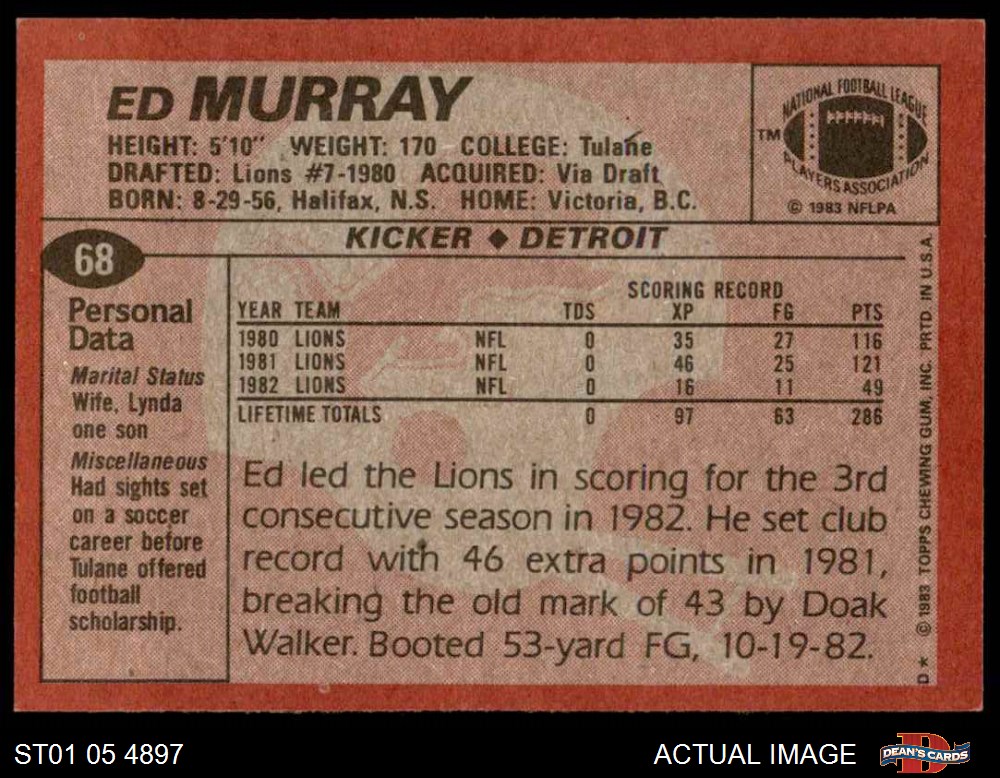 ED MURRAY
HEIGHT: 5'10" WEIGHT: 170 COLLEGE: Tulane
DRAFTED: Lions #7-1980 ACQUIRED: Via Draft
BORN: 8-29-56, Halifax, N.S. HOME: Victoria, B.C.
NATIONAL FOOTBALL LEAGUE
TM
PLAYERS ASSOCIATION
© 1983 NFLPA
KICKER ◆ DETROIT
68
Personal
Data
Marital Status
Wife, Lynda
one son
Miscellaneous
Had sights set
on a soccer
career before
Tulane offered
football
scholarship.
SCORING RECORD
YEAR TEAM TDS XP FG PTS
1980 LIONS NFL 0 35 27 116
1981 LIONS NFL 0 46 25 121
1982 LIONS NFL 0 16 11 49
LIFETIME TOTALS 0 97 63 286
Ed led the Lions in scoring for the 3rd
consecutive season in 1982. He set club
record with 46 extra points in 1981,
breaking the old mark of 43 by Doak
Walker. Booted 53-yard FG, 10-19-82.
D* © 1983 TOPPS CHEWING GUM, INC. PRTD. IN U.S.A.
ST01 05 4897
ACTUAL IMAGE
DEAN'S CARDS